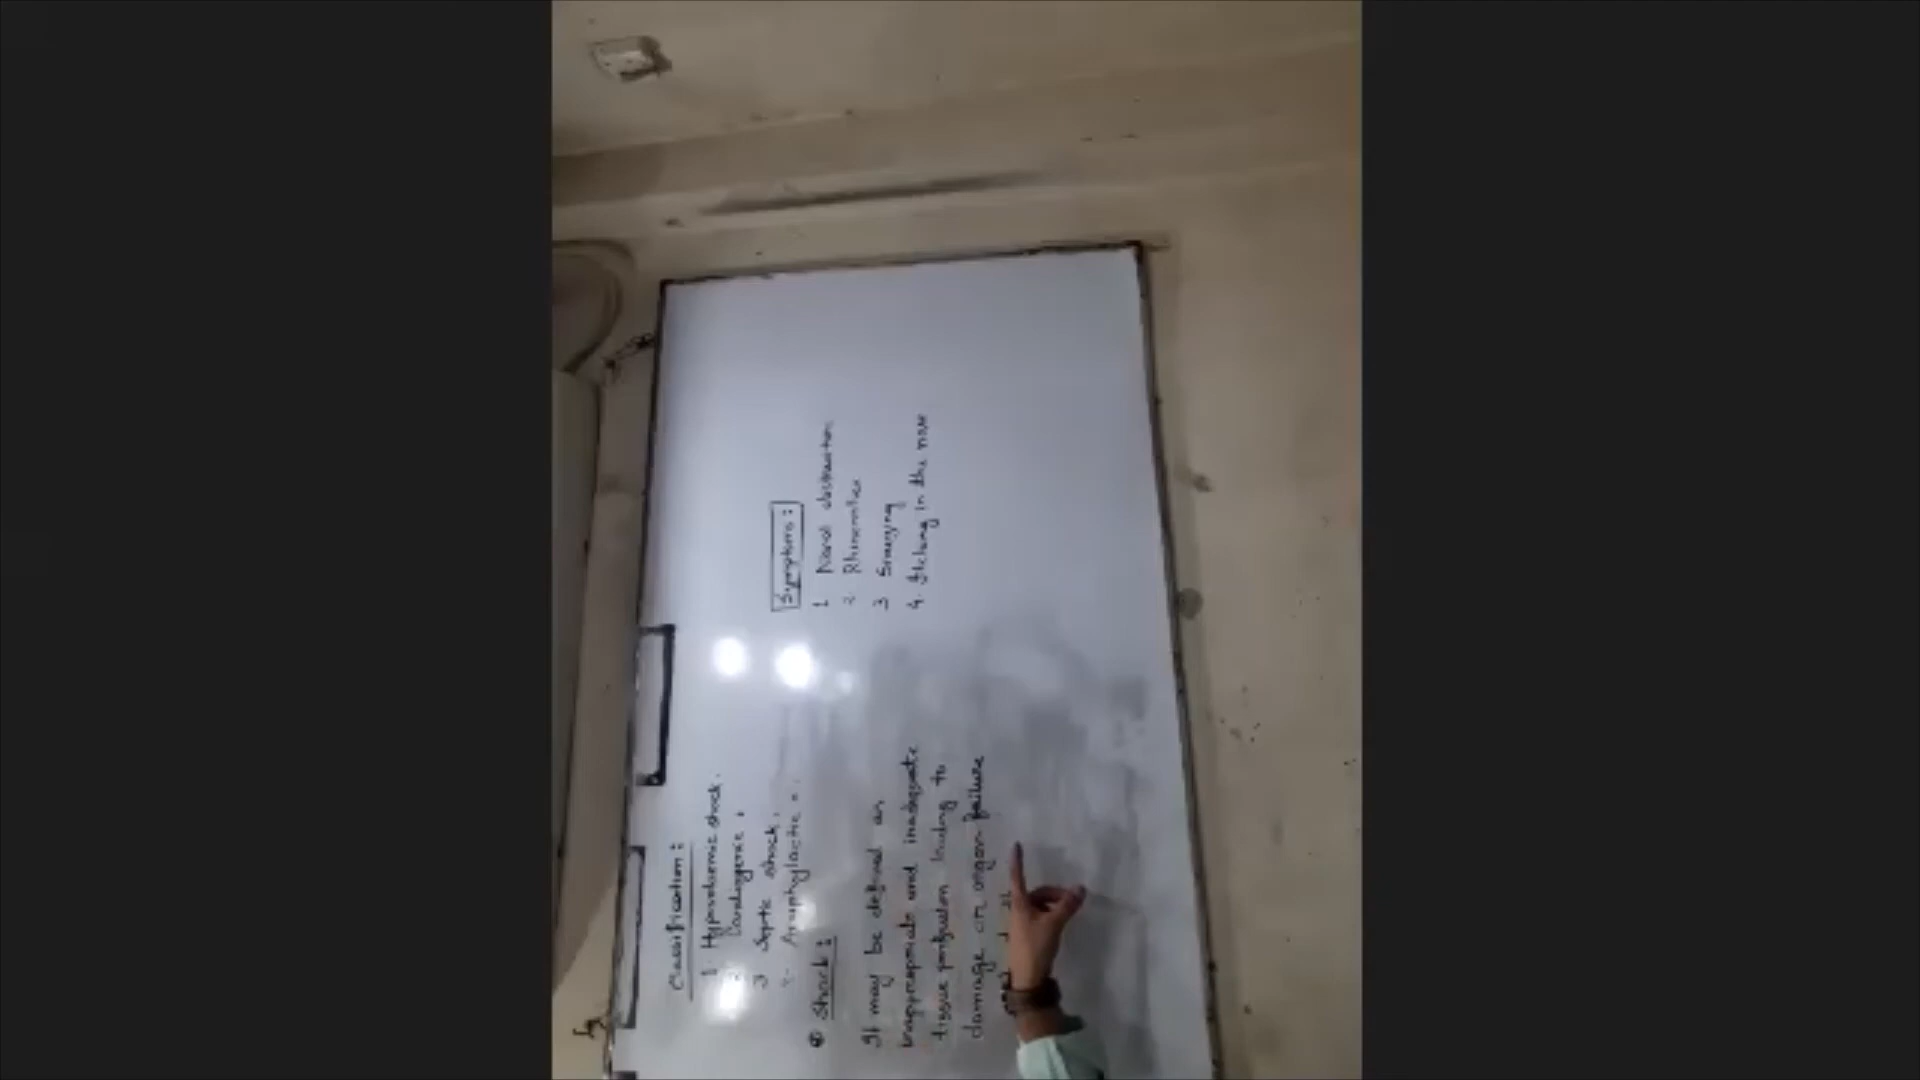 Classification :
1 Hypovolemic shock.
2 Cardiogenic "
3 Septic shock.
4. Anaphylactic "
Shock :
It may be defined as
inappropriate and inadequate
tissue perfusion leading to
damage or organ failure
Symptoms :
1 Nasal obstruction
2 Rhinorrhea
3 Sneezing
4. Itching in the nose